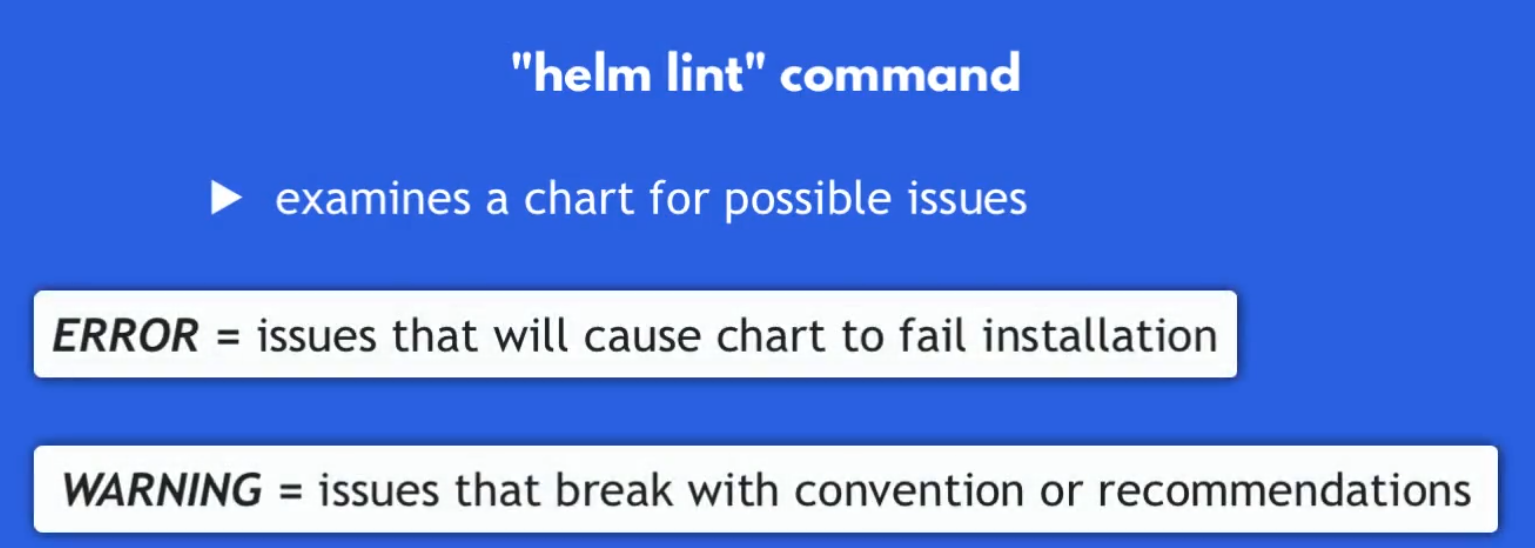 "helm lint" command
▶ examines a chart for possible issues
ERROR = issues that will cause chart to fail installation
WARNING = issues that break with convention or recommendations